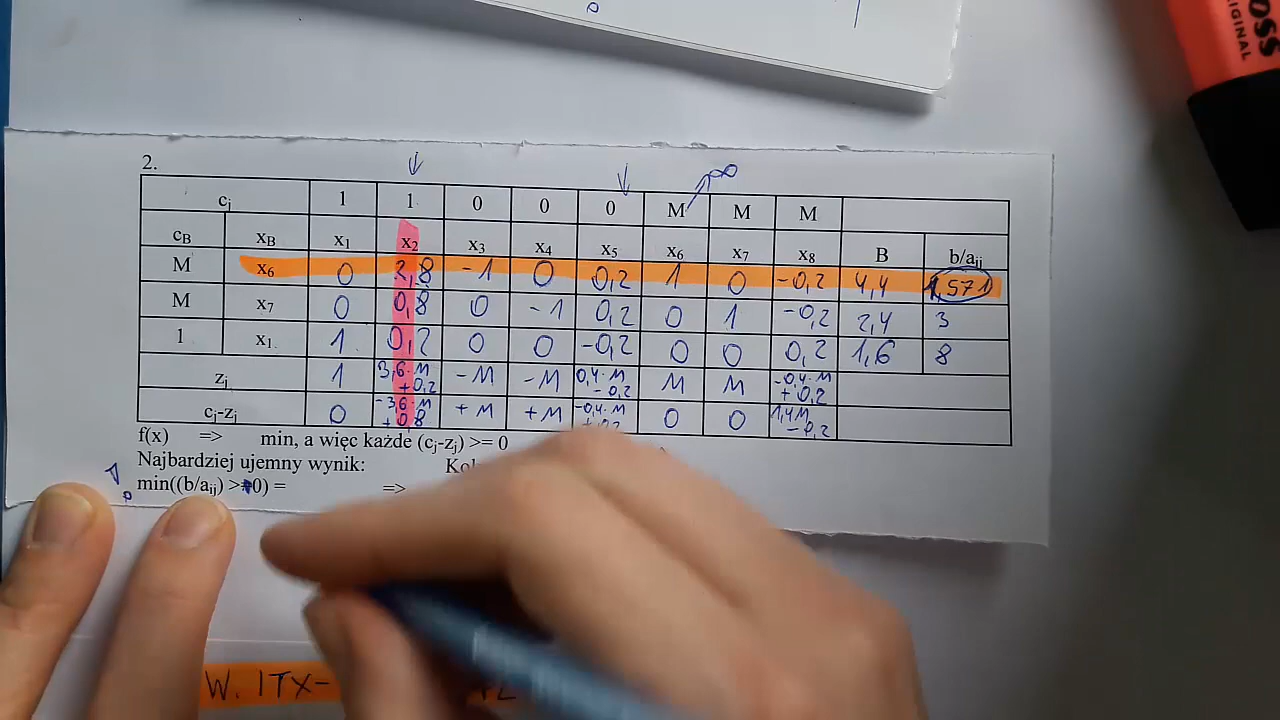 OSS
ORIGINAL
2.
cj 1 1 0 0 0 M ↗ ∞ M M
cB xB x1 x2 x3 x4 x5 x6 x7 x8 B b/aij
M x6 0 2,8 -1 0 0,2 1 0 -0,2 4,4 1,571
M x7 0 0,8 0 -1 0,2 0 1 -0,2 2,4 3
1 x1 1 0,2 0 0 -0,2 0 0 0,2 1,6 8
zj 1 3,6·M +0,2 -M -M 0,4·M -0,2 M M -0,4·M +0,2
cj-zj 0 -3,6·M +0,8 +M +M -0,4·M +0,2 0 0 1,4M -0,2
f(x) => min, a więc każde (cj-zj) >= 0
Najbardziej ujemny wynik:
min((b/aij) > 0) = =>
W. ITX-